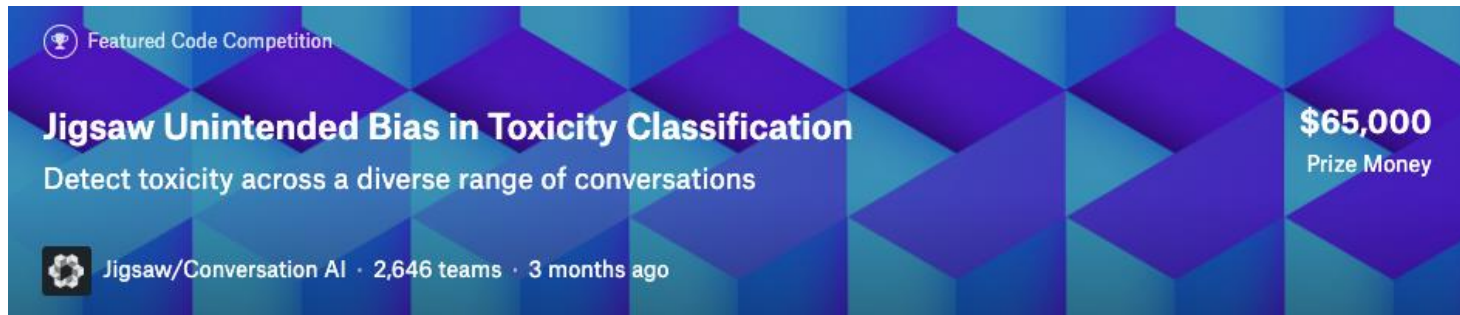 Featured Code Competition
Jigsaw Unintended Bias in Toxicity Classification
$65,000
Detect toxicity across a diverse range of conversations
Prize Money
Jigsaw/Conversation AI · 2,646 teams · 3 months ago